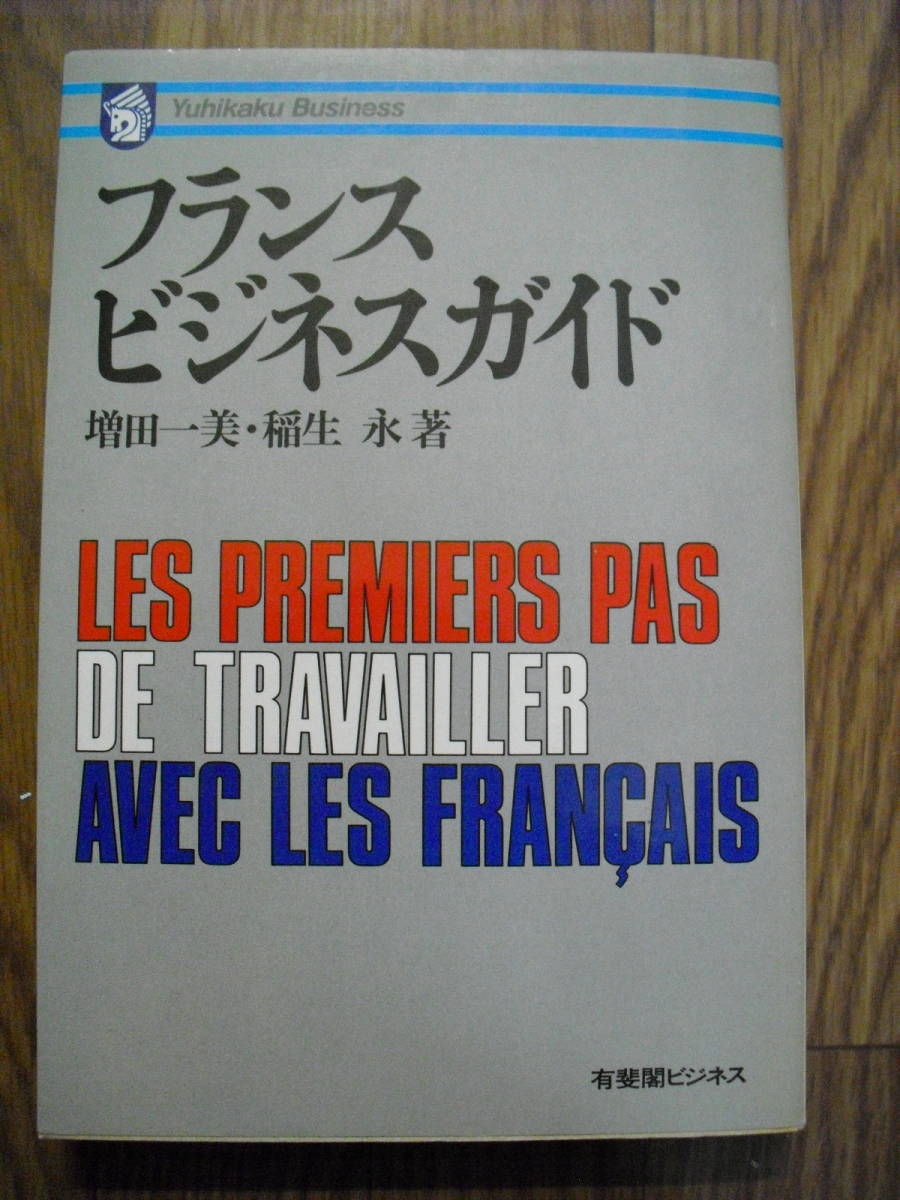 Yuhikaku Business
フランス
ビジネスガイド
増田一美・稲生 永著
LES PREMIERS PAS
DE TRAVAILLER
AVEC LES FRANÇAIS
有斐閣ビジネス